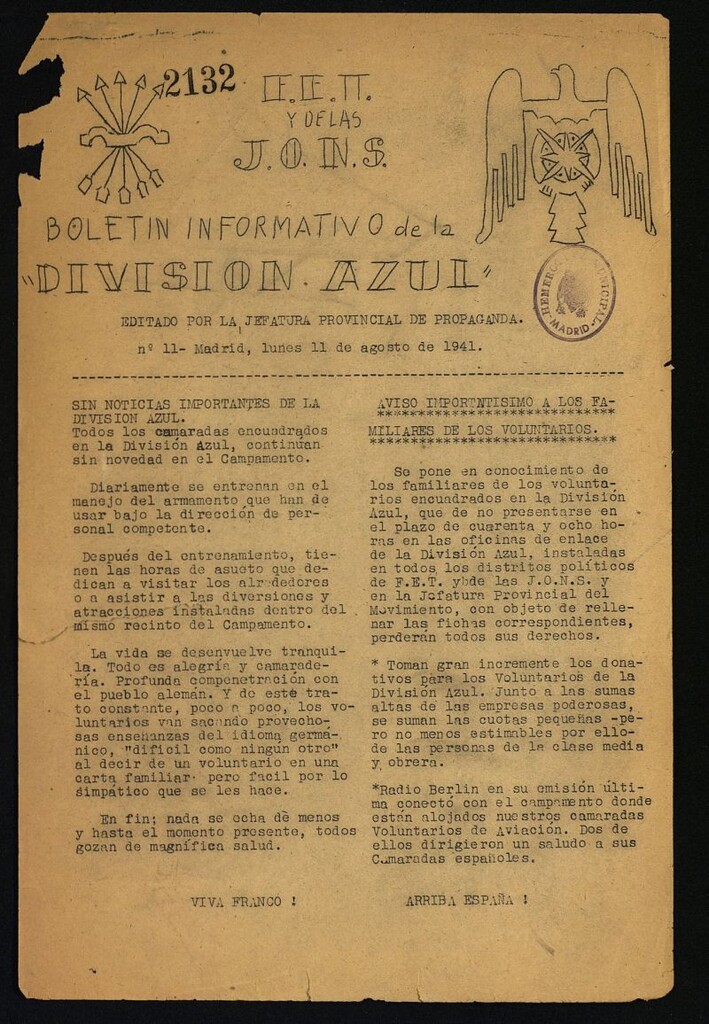 2132
F.E.T.
Y DE LAS
J.O.N.S.
BOLETIN INFORMATIVO de la
"DIVISION AZUL"
EDITADO POR LA JEFATURA PROVINCIAL DE PROPAGANDA.
nº 11- Madrid, lunes 11 de agosto de 1941.
HEMEROTECA MUNICIPAL
MADRID
SIN NOTICIAS IMPORTANTES DE LA
DIVISION AZUL.
Todos los camaradas encuadrados
en la División Azul, continúan
sin novedad en el Campamento.
Diariamente se entrenan en el
manejo del armamento que han de
usar bajo la dirección de per-
sonal competente.
Después del entrenamiento, tie-
nen las horas de asueto que de-
dican a visitar los alrededores
o a asistir a las diversiones y
atracciones instaladas dentro del
mismo recinto del Campamento.
La vida se desenvuelve tranqui-
la. Todo es alegría y camarade-
ría. Profunda compenetración con
el pueblo alemán. Y de este tra-
to constante, poco a poco, los vo-
luntarios van sacando provecho-
sas enseñanzas del idioma germá-
nico, "dificil como ningún otro"
al decir de un voluntario en una
carta familiar- pero facil por lo
simpático que se les hace.
En fin; nada se echa de menos
y hasta el momento presente, todos
gozan de magnífica salud.
VIVA FRANCO !
AVISO IMPORTNTISIMO A LOS FA-
*****************************
MILIARES DE LOS VOLUNTARIOS.
*****************************
Se pone en conocimiento de
los familiares de los volunta-
rios encuadrados en la División
Azul, que de no presentarse en
el plazo de cuarenta y ocho ho-
ras en las oficinas de enlace
de la División Azul, instaladas
en todos los distritos políticos
de F.E.T. ybde las J.O.N.S. y
en la Jefatura Provincial del
Movimiento, con objeto de relle-
nar las fichas correspondientes,
perderán todos sus derechos.
* Toman gran incremento los dona-
tivos para los Voluntarios de la
División Azul. Junto a las sumas
altas de las empresas poderosas,
se suman las cuotas pequeñas -pe-
ro no menos estimables por ello-
de las personas de la clase media
y obrera.
*Radio Berlin en su emisión últi-
ma conectó con el campamento donde
están alojados nuestros camaradas
Voluntarios de Aviación. Dos de
ellos dirigieron un saludo a sus
Camaradas españoles.
ARRIBA ESPAÑA !